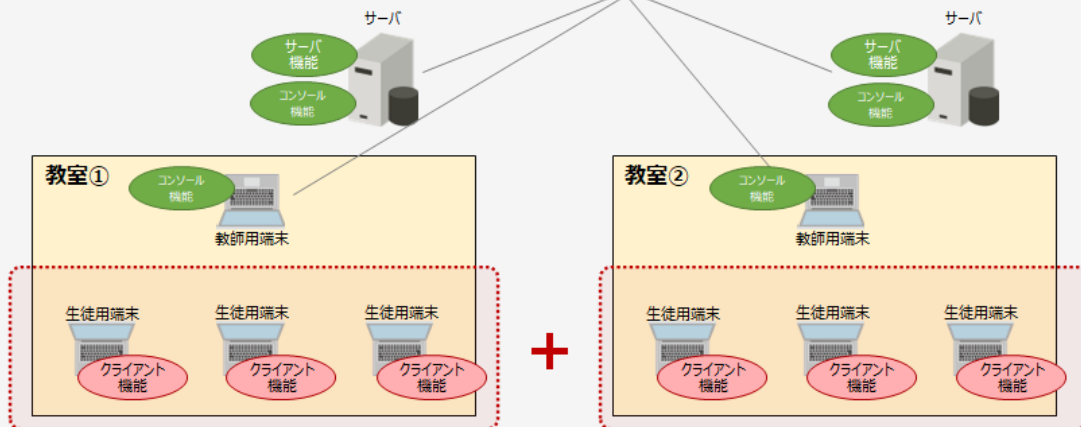 サーバ
サーバ
サーバ
機能
サーバ
機能
コンソール
機能
コンソール
機能
教室①
コンソール
機能
教師用端末
教室②
コンソール
機能
教師用端末
生徒用端末
生徒用端末
生徒用端末
クライアント
機能
クライアント
機能
クライアント
機能
+
生徒用端末
生徒用端末
生徒用端末
クライアント
機能
クライアント
機能
クライアント
機能